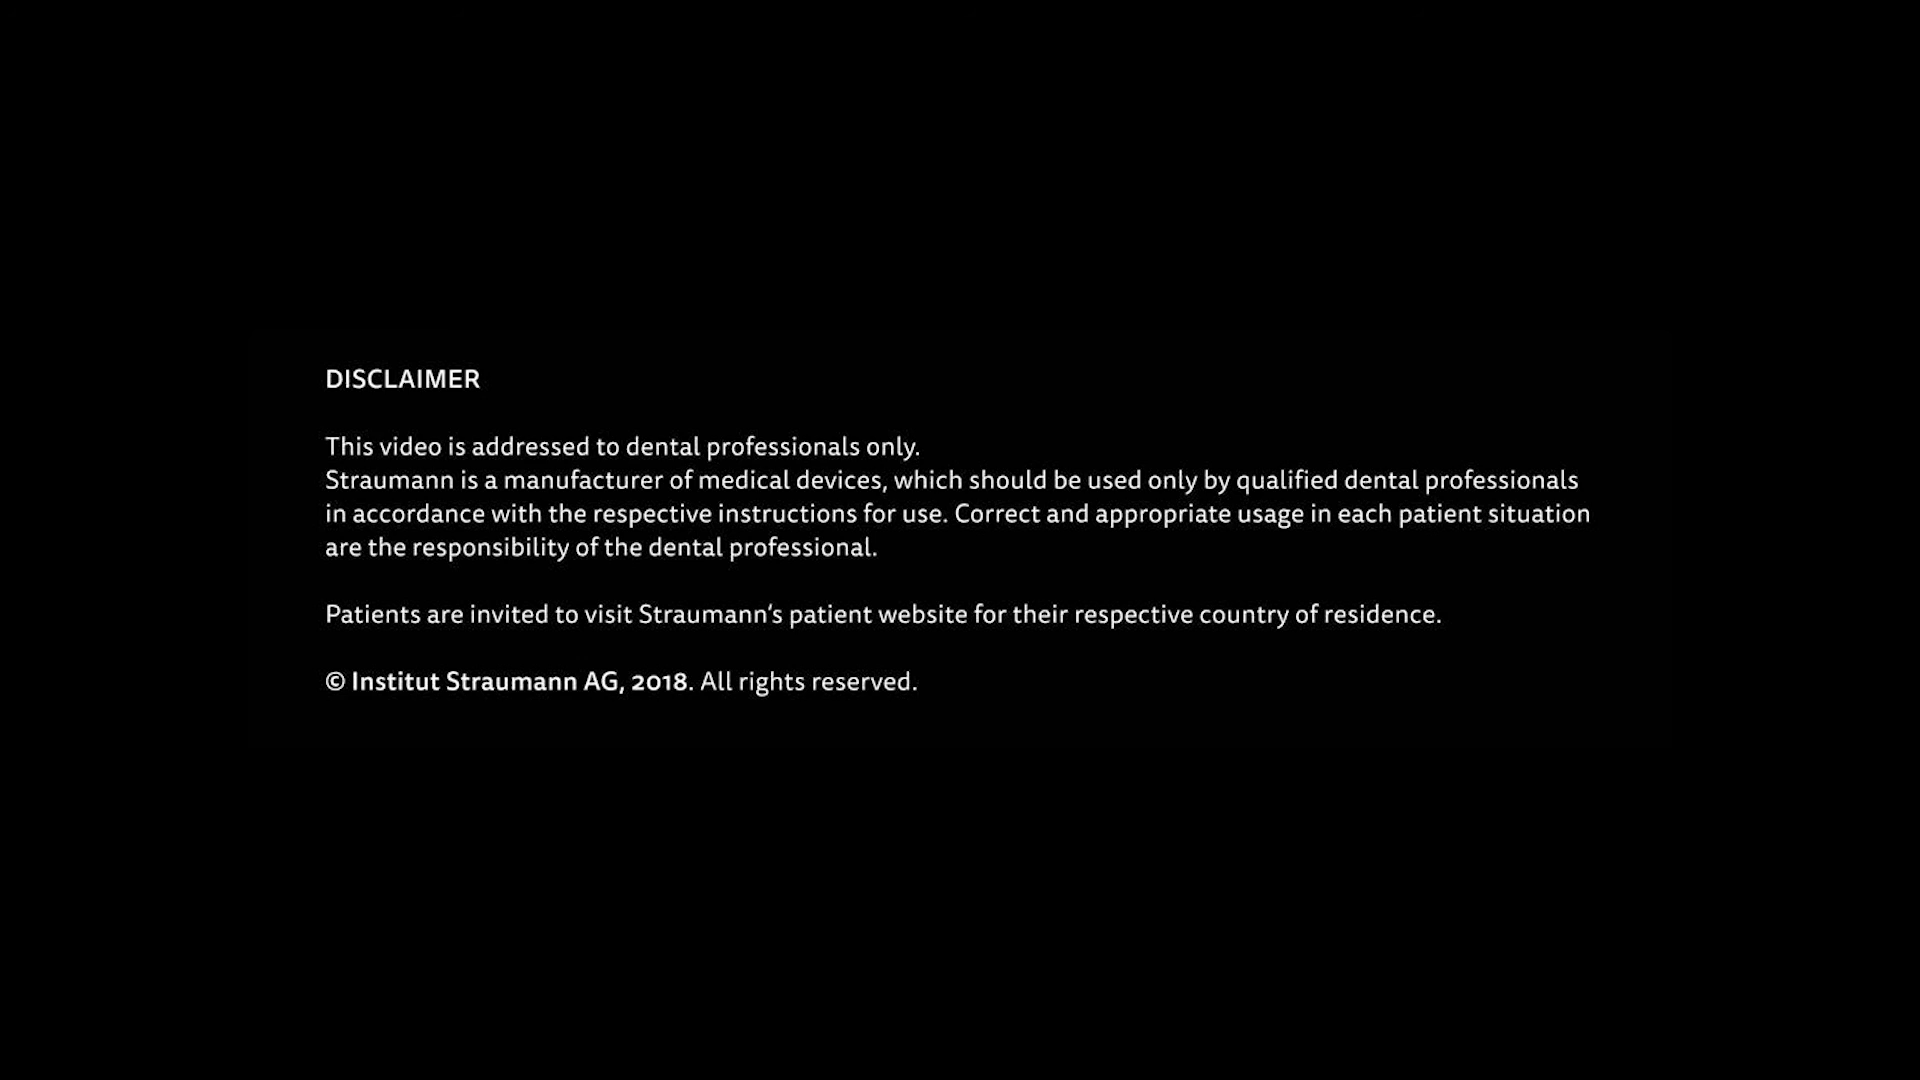 DISCLAIMER
This video is addressed to dental professionals only.
Straumann is a manufacturer of medical devices, which should be used only by qualified dental professionals
in accordance with the respective instructions for use. Correct and appropriate usage in each patient situation
are the responsibility of the dental professional.
Patients are invited to visit Straumann‘s patient website for their respective country of residence.
© Institut Straumann AG, 2018. All rights reserved.